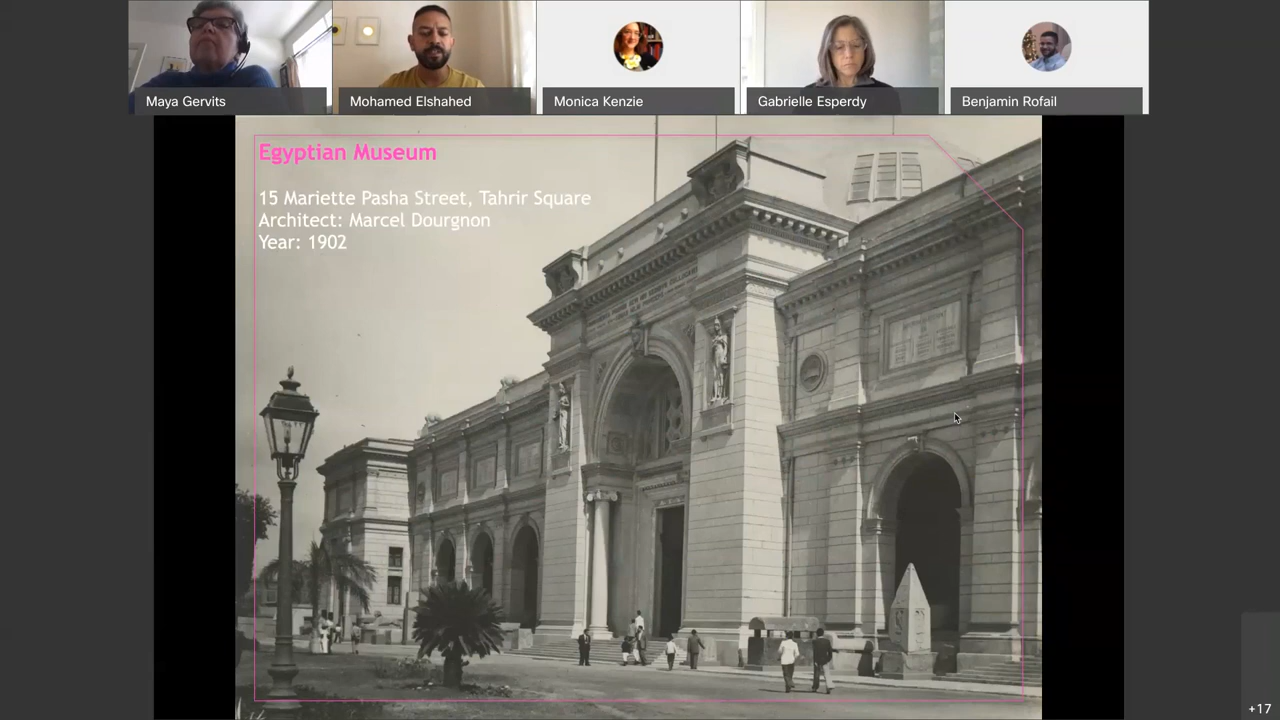 Maya Gervits
Mohamed Elshahed
Monica Kenzie
Gabrielle Esperdy
Benjamin Rofail
Egyptian Museum
15 Mariette Pasha Street, Tahrir Square
Architect: Marcel Dourgnon
Year: 1902
+17